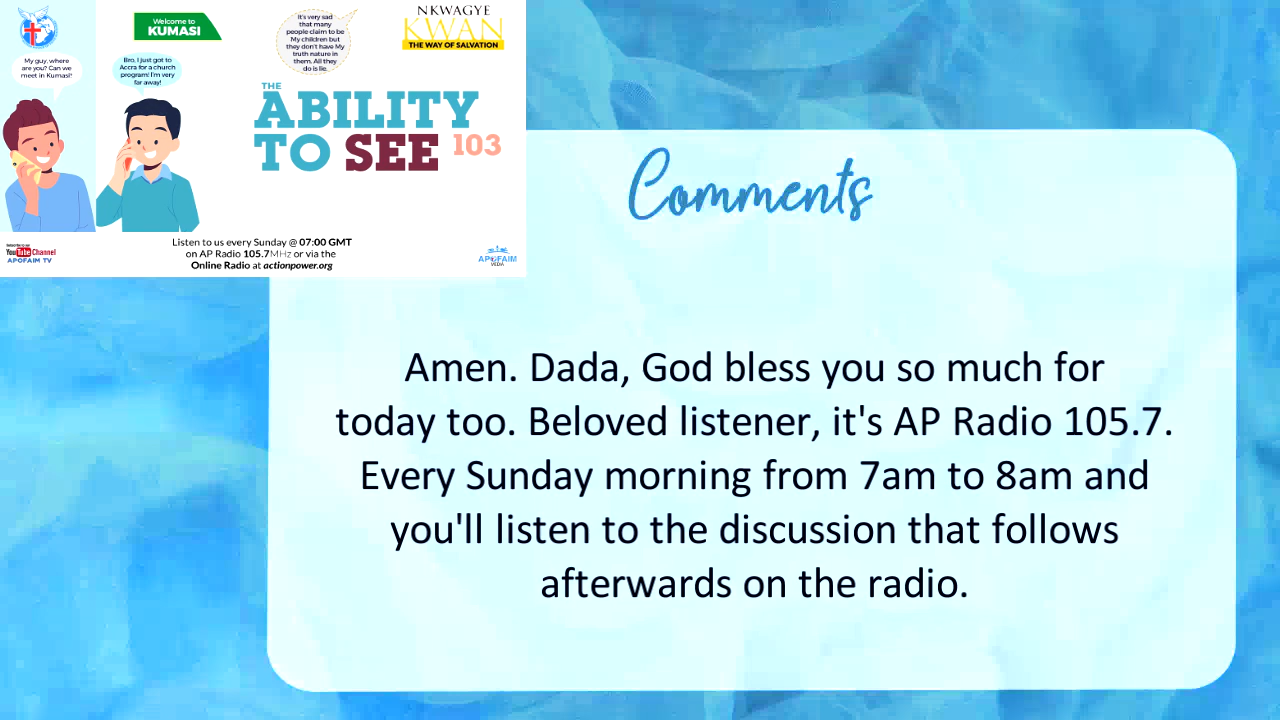 Welcome to
KUMASI
My guy, where
are you? Can we
meet in Kumasi!
Bro, I just got to
Accra for a church
program! I'm very
far away!
It's very sad
that many
people claim to be
My children but
they don't have My
truth nature in
them. All they
do is lie.
NKWAGYE
KWAN
THE WAY OF SALVATION
THE
ABILITY
TO SEE 103
YouTube Channel
APOFAIM TV
Listen to us every Sunday @ 07:00 GMT
on AP Radio 105.7MHz or via the
Online Radio at actionpower.org
APOFAIM
MEDIA
Comments
Amen. Dada, God bless you so much for
today too. Beloved listener, it's AP Radio 105.7.
Every Sunday morning from 7am to 8am and
you'll listen to the discussion that follows
afterwards on the radio.